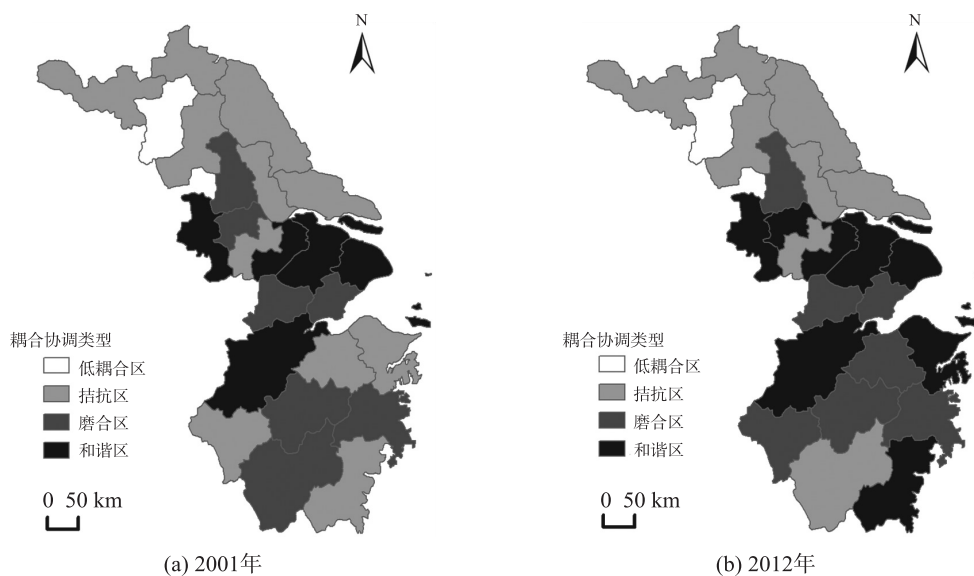 N
耦合协调类型
低耦合区
拮抗区
磨合区
和谐区
0 50 km
(a) 2001年
N
耦合协调类型
低耦合区
拮抗区
磨合区
和谐区
0 50 km
(b) 2012年